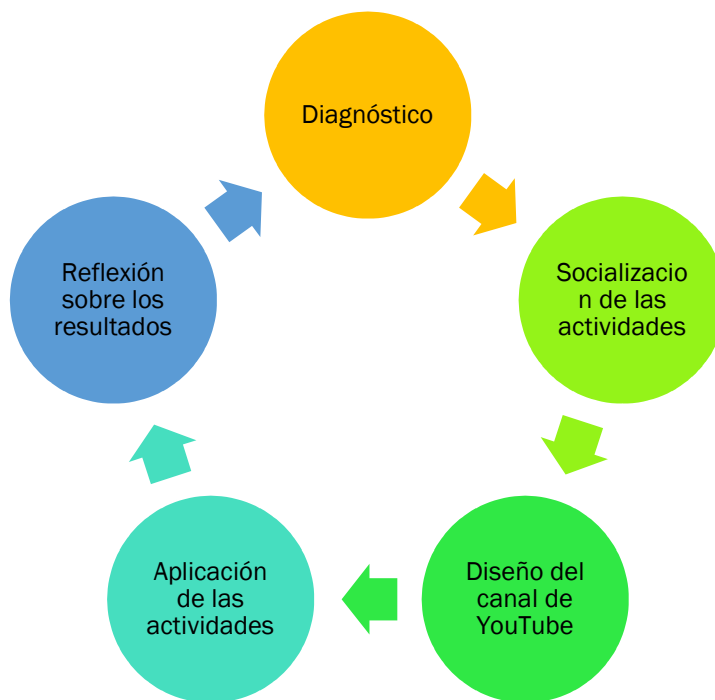 Diagnóstico
Socializacio
n de las
actividades
Diseño del
canal de
YouTube
Aplicación
de las
actividades
Reflexión
sobre los
resultados